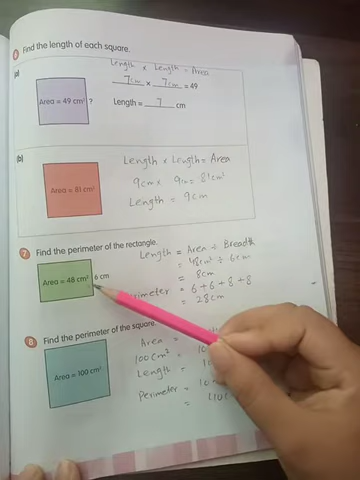 6 Find the length of each square.
(a)
Length × Length = Area
Area = 49 cm² ?
7cm × 7cm = 49
Length = 7 cm
(b)
Length × Length = Area
Area = 81 cm²
9cm × 9cm = 81cm²
Length = 9cm
7 Find the perimeter of the rectangle.
Length = Area ÷ Breadth
= 48cm² ÷ 6cm
Area = 48 cm² 6 cm
= 8cm
= 6 + 6 + 8 + 8
= 28cm
8 Find the perimeter of the square.
Area =
100cm² =
Area = 100 cm²
Length =
Perimeter =
=